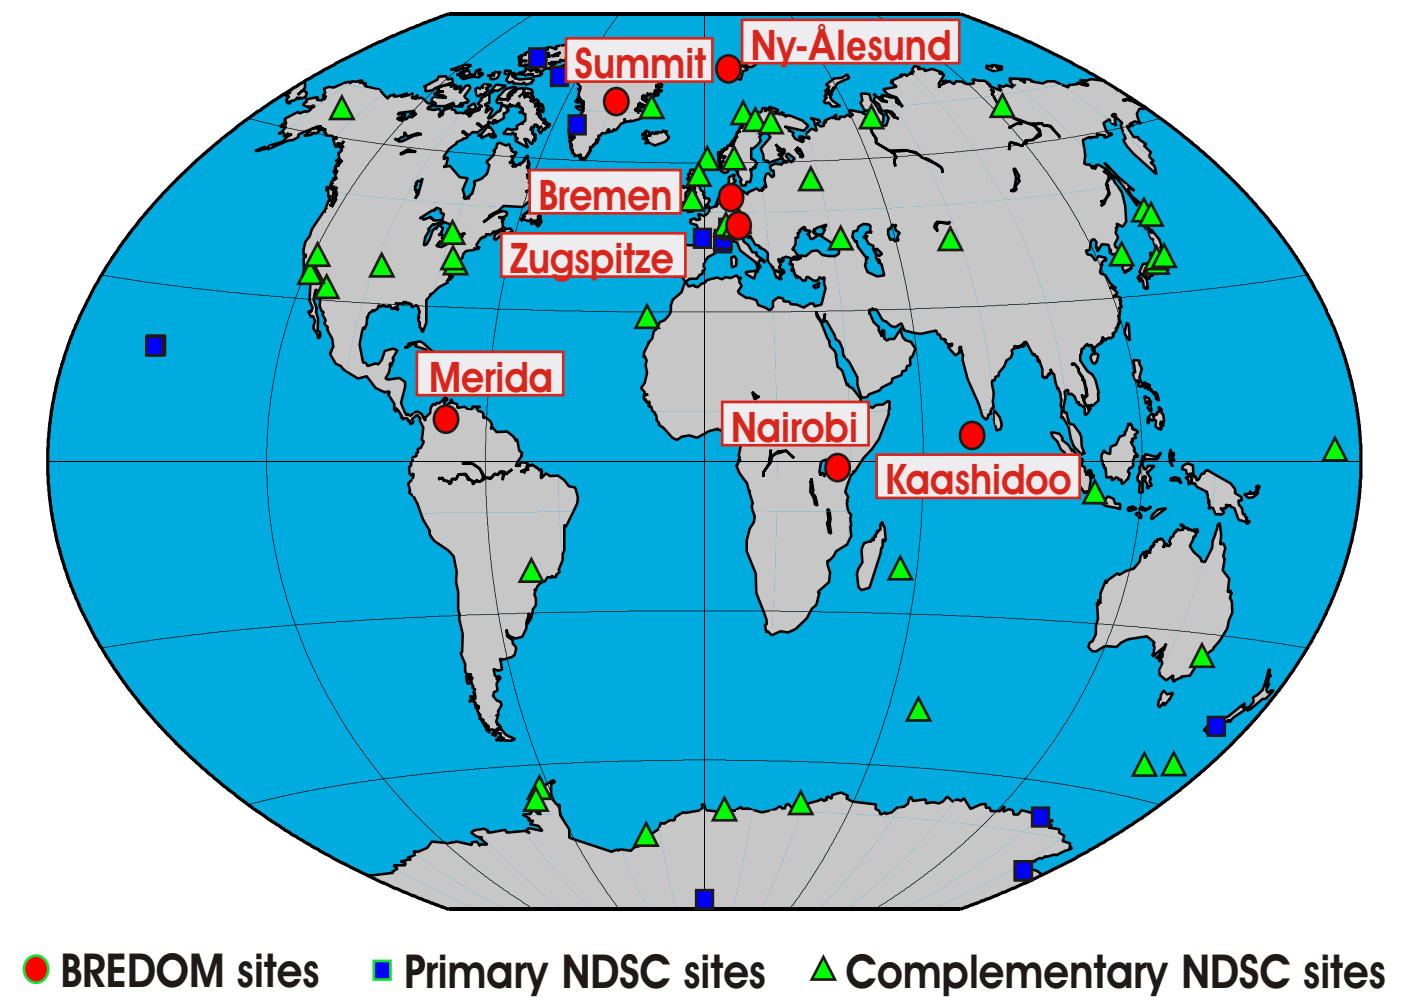 Ny-Ålesund
Summit
Bremen
Zugspitze
Merida
Nairobi
Kaashidoo
BREDOM sites
Primary NDSC sites
Complementary NDSC sites